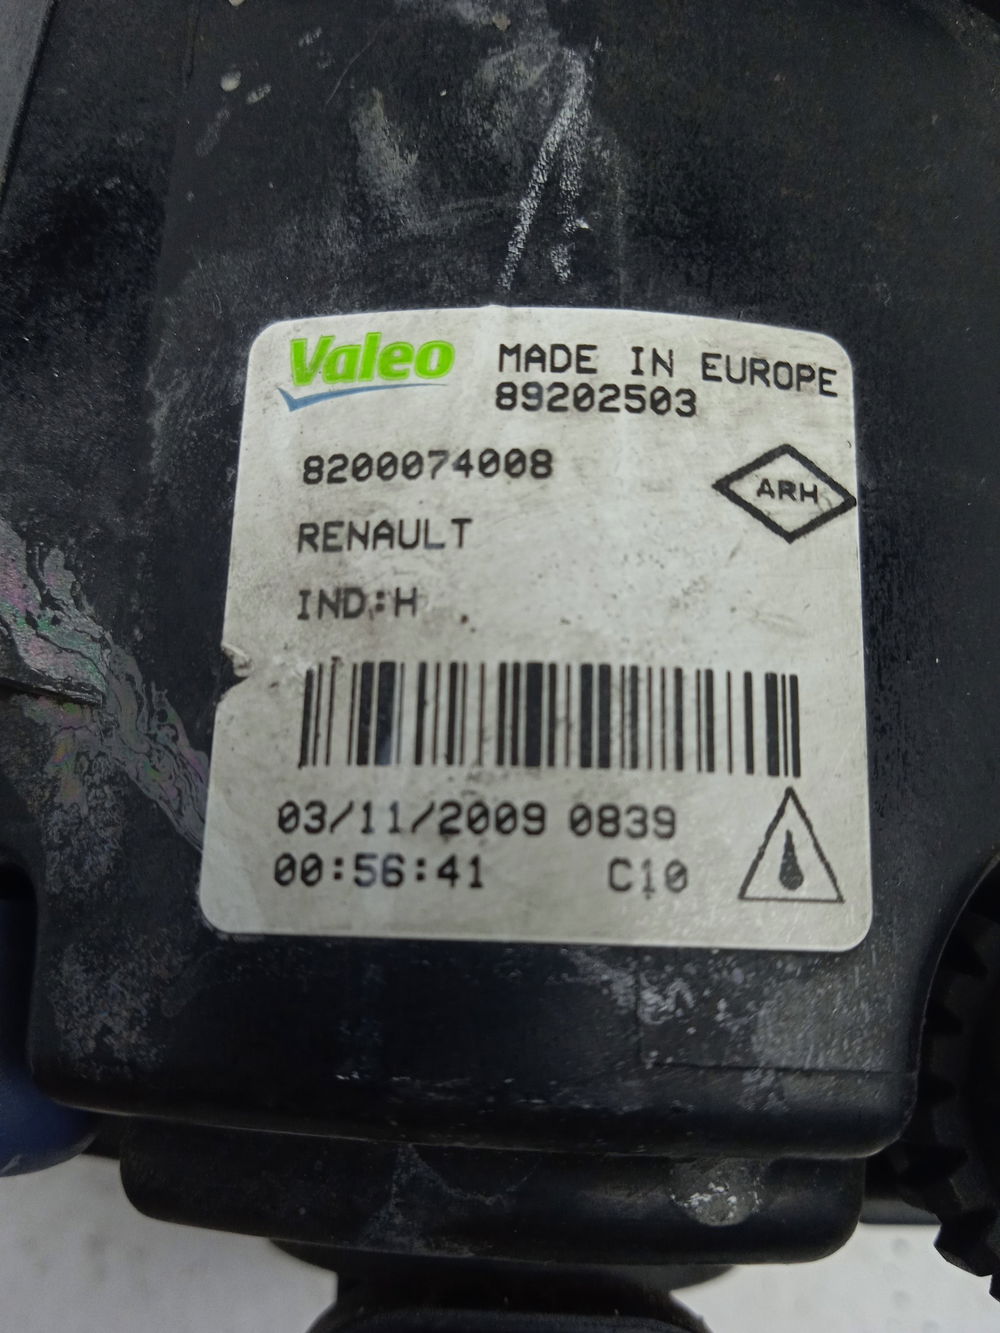 Valeo MADE IN EUROPE
89202503
8200074008
ARH
RENAULT
IND:H
03/11/2009 0839
00:56:41 C10